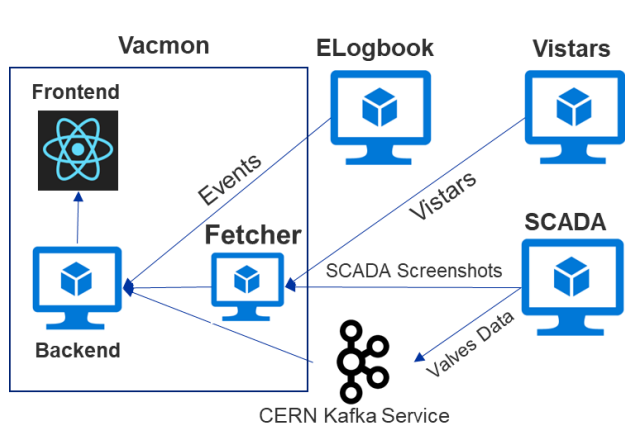 Vacmon
ELogbook
Vistars
Frontend
Events
Vistars
Fetcher
SCADA
SCADA Screenshots
Backend
Valves Data
CERN Kafka Service